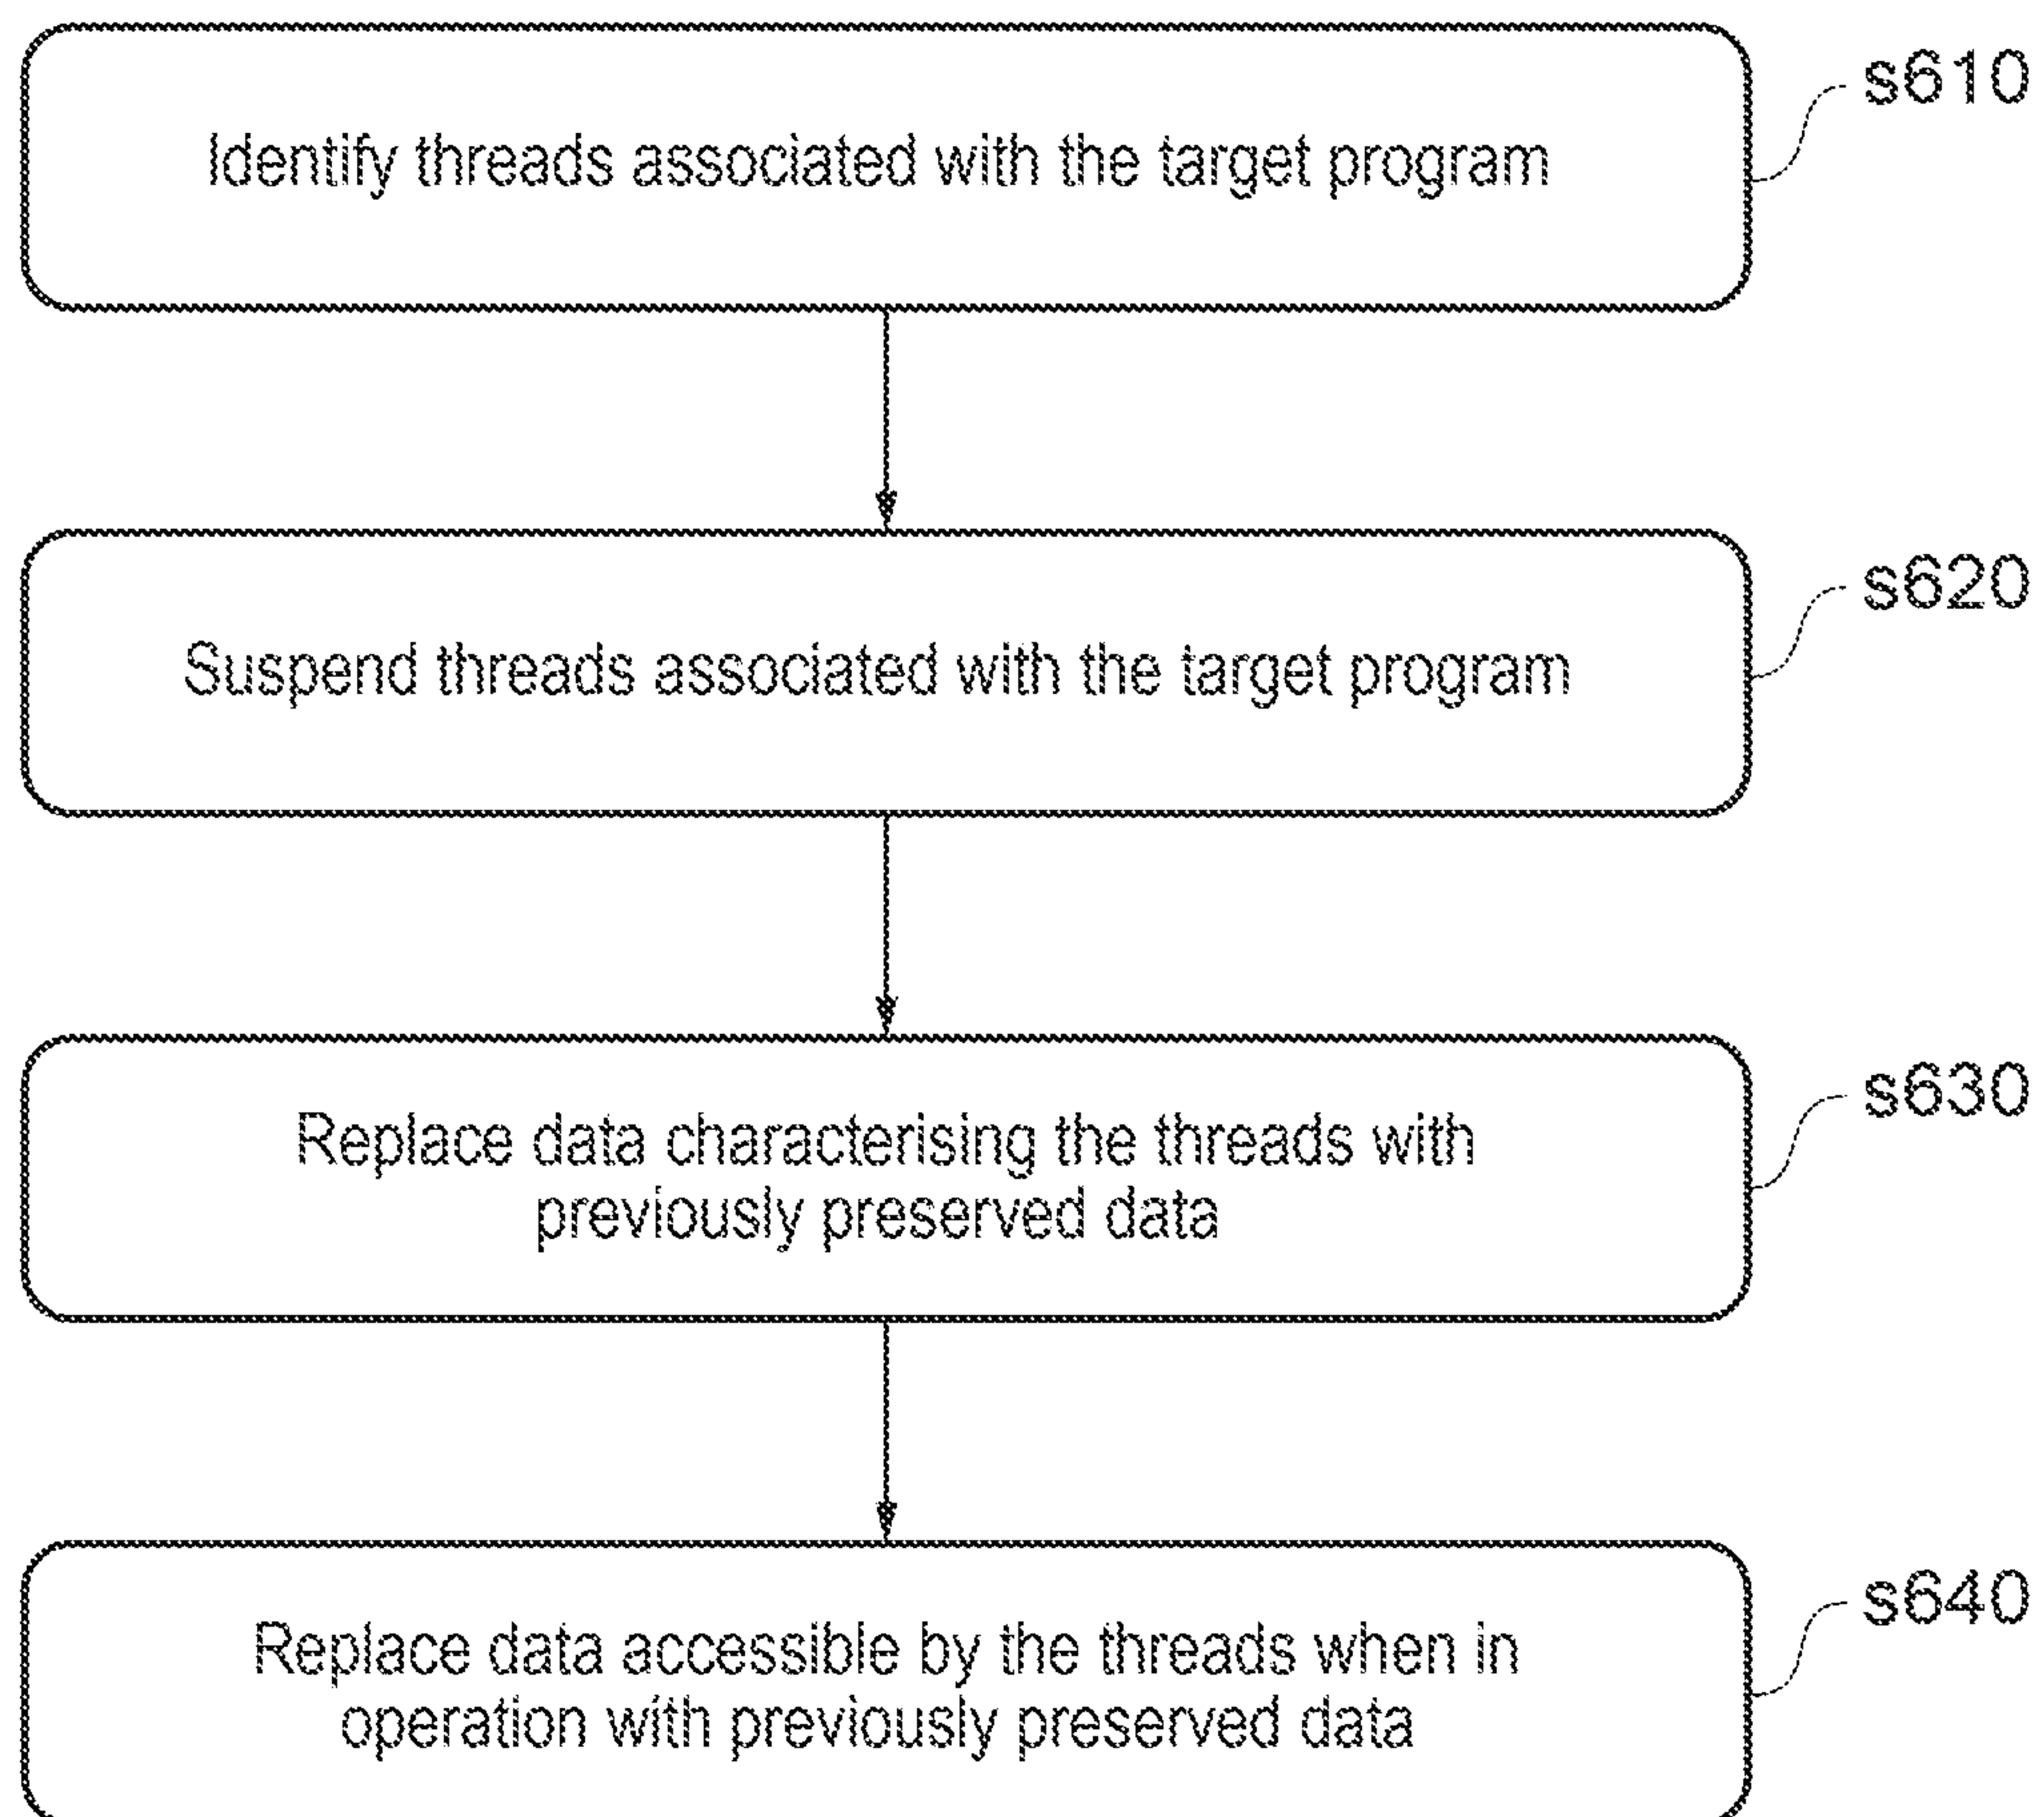 Identify threads associated with the target program
s610
Suspend threads associated with the target program
s620
Replace data characterising the threads with
previously preserved data
s630
Replace data accessible by the threads when in
operation with previously preserved data
s640